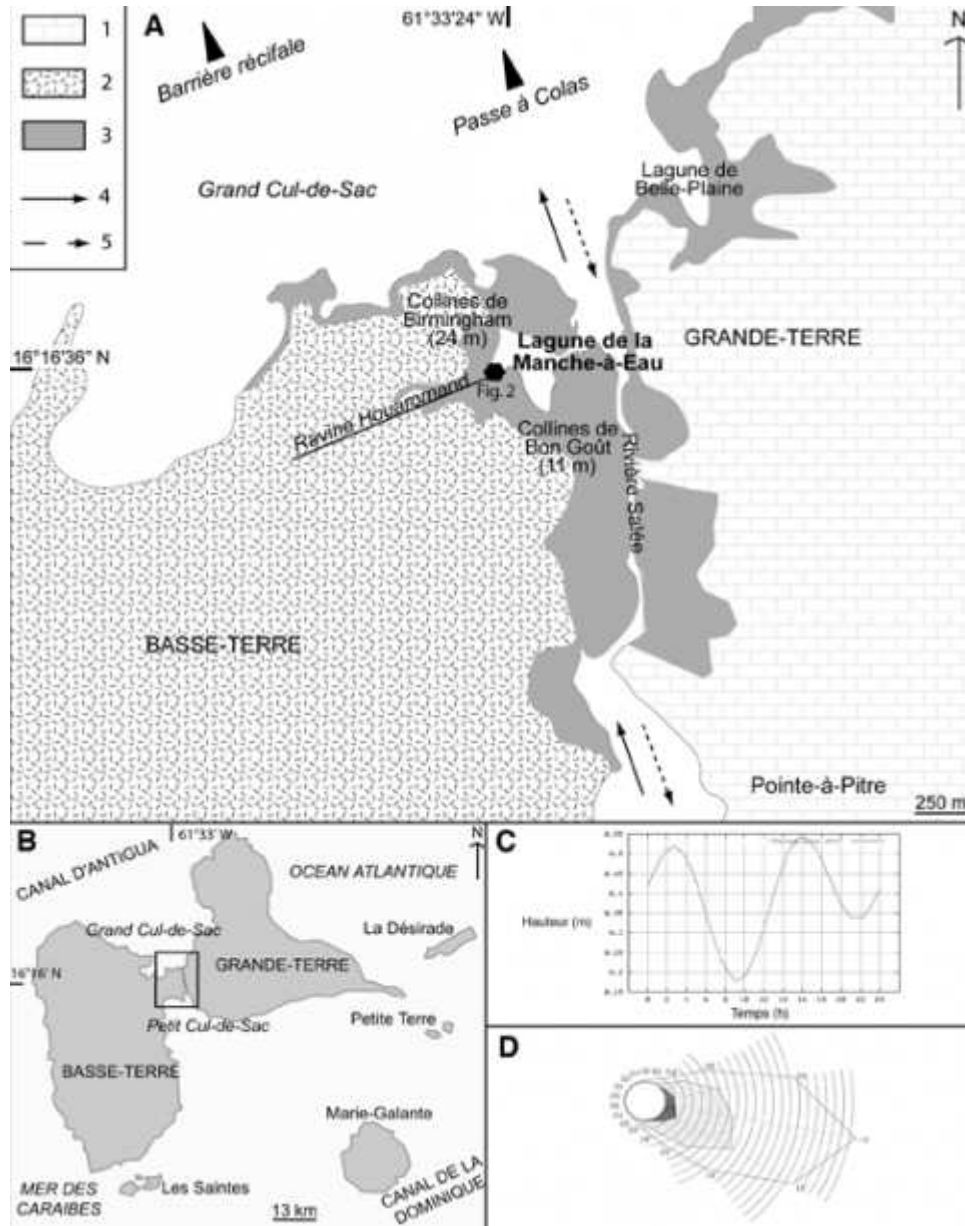 1
2
3
4
5
A
61°33'24" W
N
Barrière récifale
Passe à Colas
Grand Cul-de-Sac
Lagune de
Belle-Plaine
Collines de
Birmingham
(24 m)
16°16'36" N
Lagune de la
Manche-à-Eau
GRANDE-TERRE
Fig. 2
Collines de
Bon Goût
(11 m)
Rivière Salée
BASSE-TERRE
Pointe-à-Pitre
250 m
B
61°33' W
N
CANAL D'ANTIGUA
OCEAN ATLANTIQUE
Grand Cul-de-Sac
La Désirade
16°16' N
GRANDE-TERRE
Petit Cul-de-Sac
Petite Terre
BASSE-TERRE
Marie-Galante
MER DES
CARAIBES
Les Saintes
13 km
CANAL DE LA
DOMINIQUE
C
Hauteur (m)
Temps (h)
D